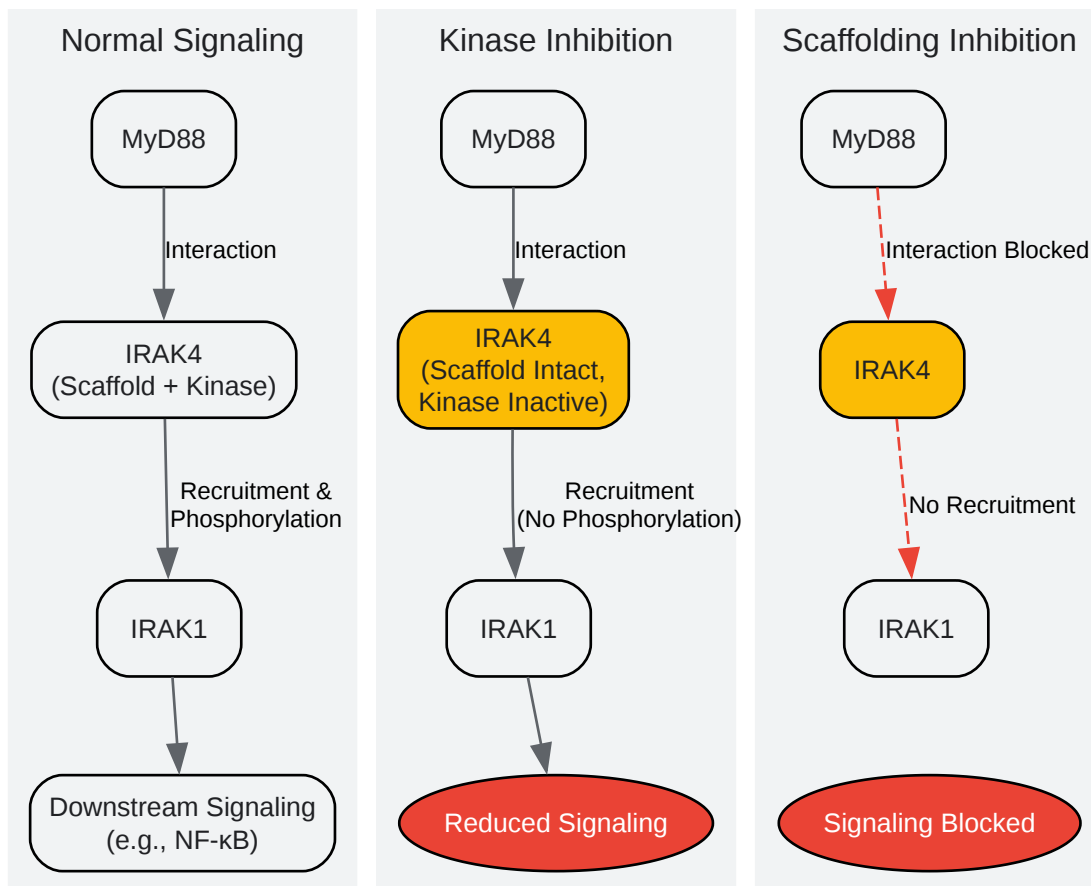 Normal Signaling
MyD88
Interaction
IRAK4
(Scaffold + Kinase)
Recruitment &
Phosphorylation
IRAK1
Downstream Signaling
(e.g., NF-κB)
Kinase Inhibition
MyD88
Interaction
IRAK4
(Scaffold Intact,
Kinase Inactive)
Recruitment
(No Phosphorylation)
IRAK1
Reduced Signaling
Scaffolding Inhibition
MyD88
Interaction Blocked
IRAK4
No Recruitment
IRAK1
Signaling Blocked